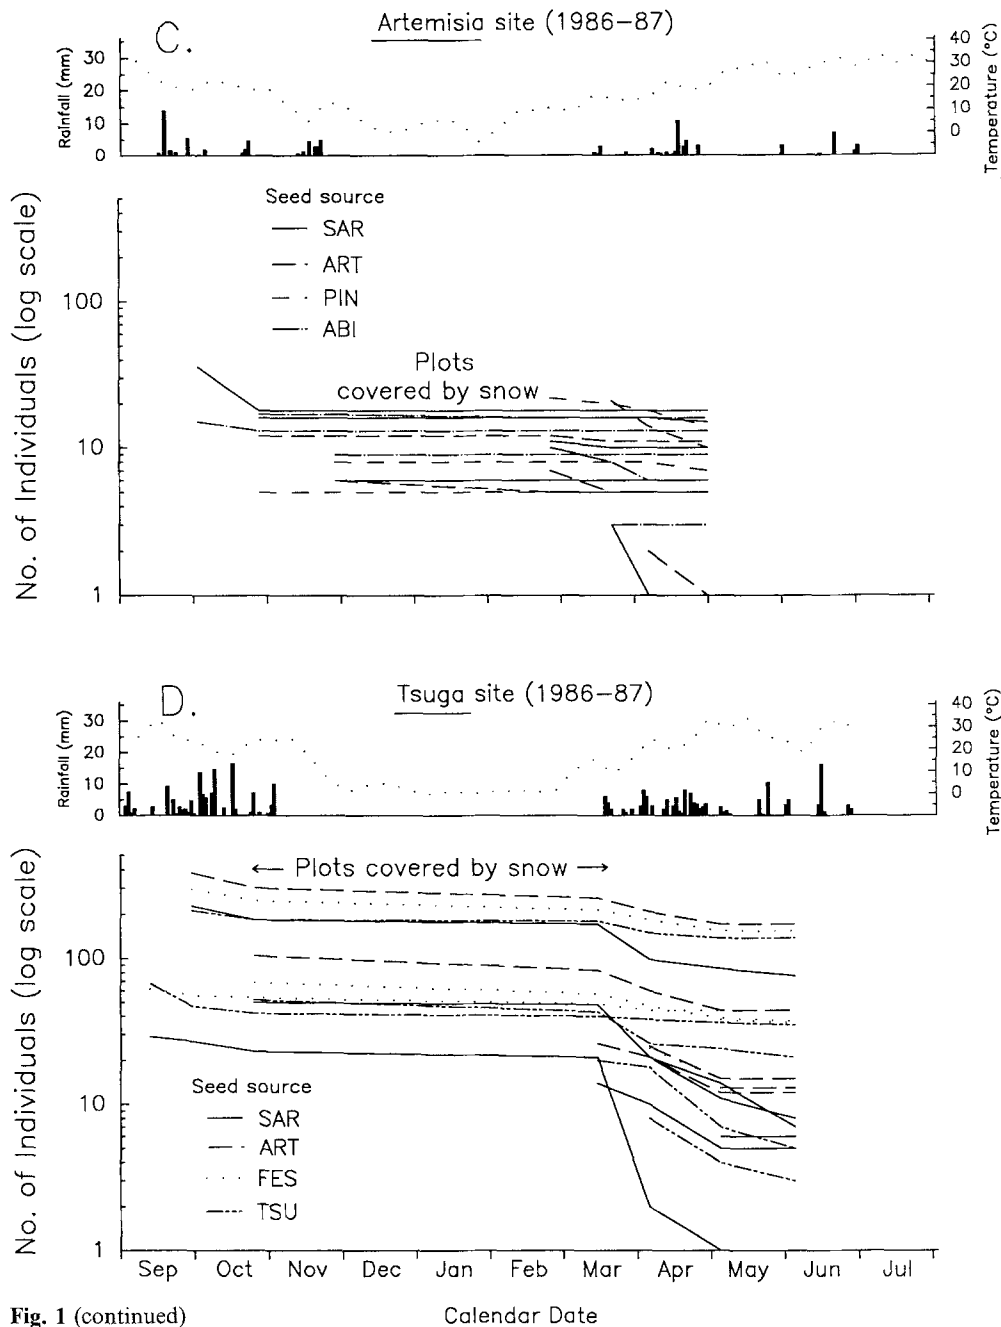 C.
Artemisia site (1986–87)
Rainfall (mm)
30
20
10
0
40
30
20
10
0
Temperature (°C)
No. of Individuals (log scale)
100
10
1
Seed source
SAR
ART
PIN
ABI
Plots
covered by snow
D.
Tsuga site (1986–87)
Rainfall (mm)
30
20
10
0
40
30
20
10
0
Temperature (°C)
No. of Individuals (log scale)
100
10
1
← Plots covered by snow →
Seed source
SAR
ART
FES
TSU
Sep Oct Nov Dec Jan Feb Mar Apr May Jun Jul
Fig. 1 (continued) Calendar Date